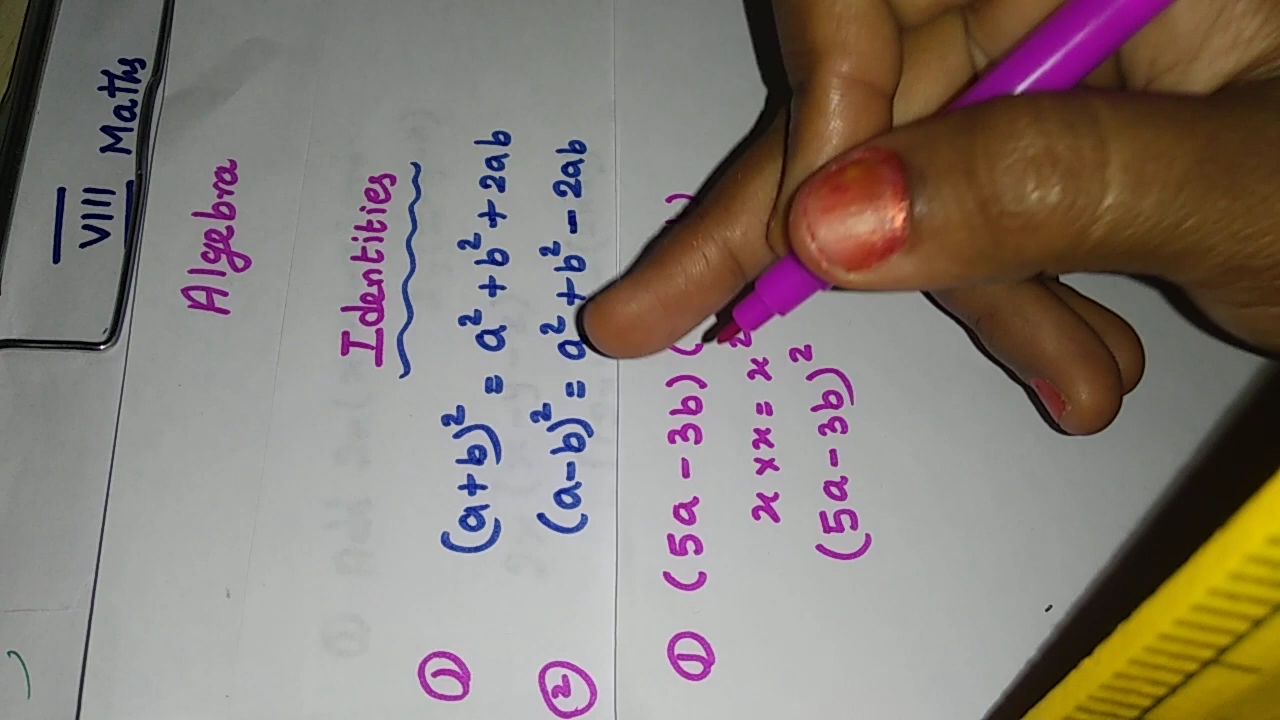 VIII Maths
Algebra
Identities
① (a+b)² = a² + b² + 2ab
② (a-b)² = a² + b² - 2ab
① (5a - 3b) (
x × x = x²
(5a - 3b)²